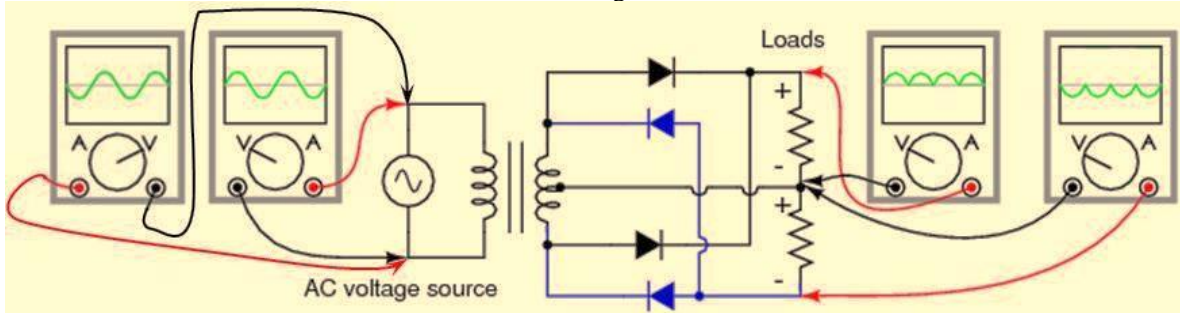 Loads
A V
V A
V A
V A
+
-
+
-
AC voltage source